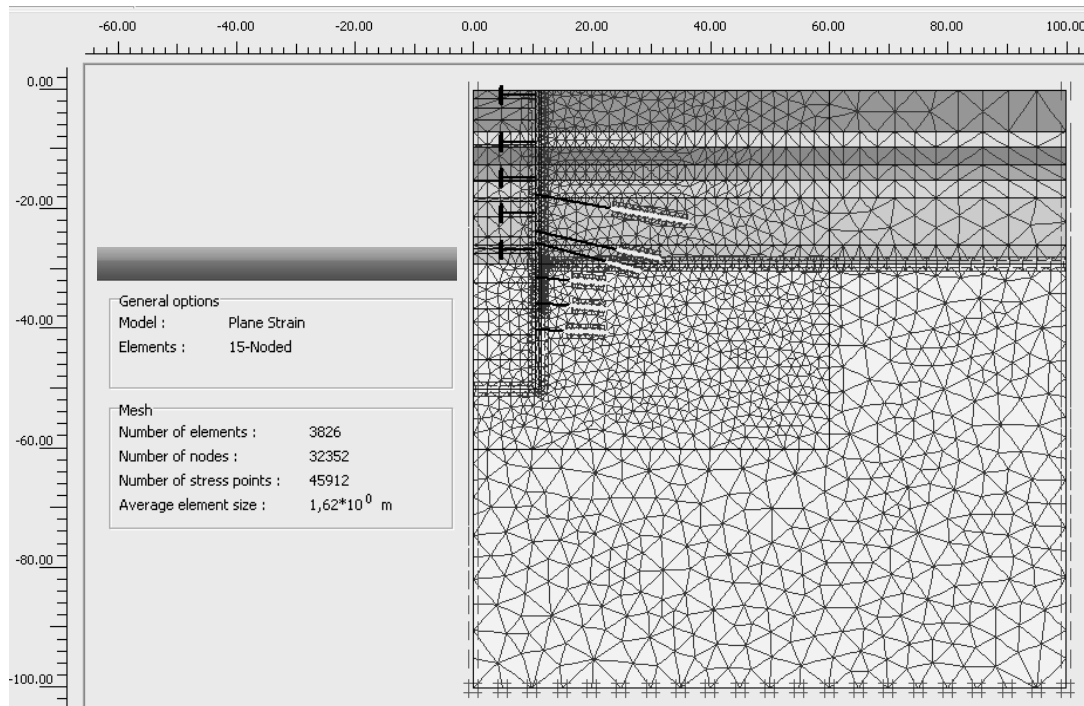 -60.00 -40.00 -20.00 0.00 20.00 40.00 60.00 80.00 100.00
0.00
-20.00
-40.00
-60.00
-80.00
-100.00
General options
Model : Plane Strain
Elements : 15-Noded
Mesh
Number of elements : 3826
Number of nodes : 32352
Number of stress points : 45912
Average element size : 1,62*10⁰ m